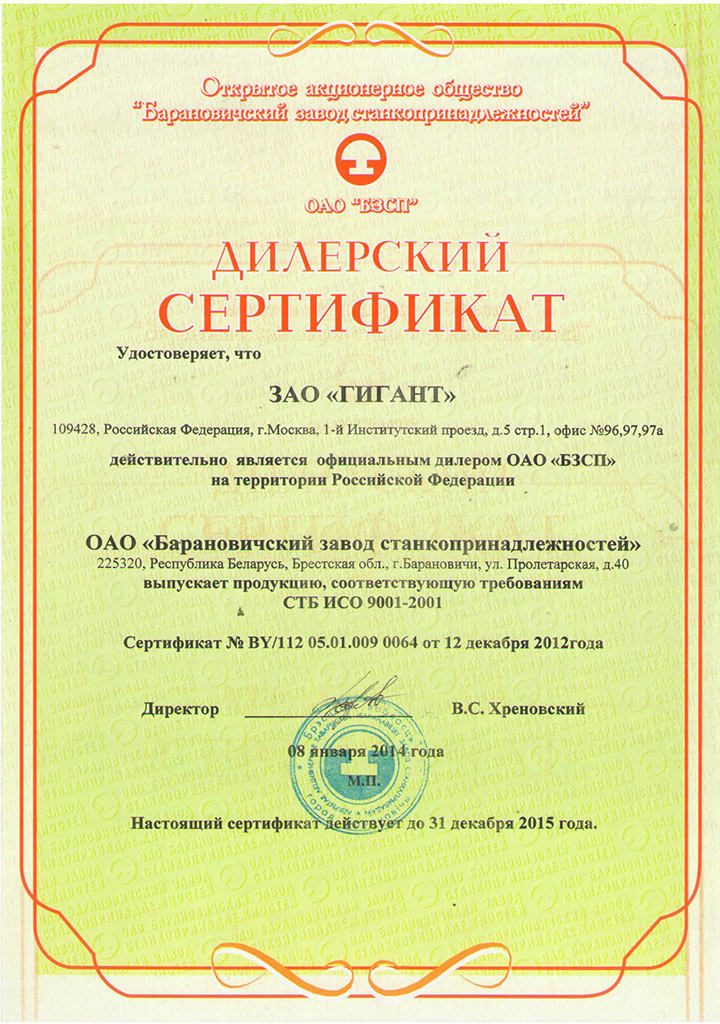 Открытое акционерное общество
"Барановичский завод станкопринадлежностей"
ОАО "БЗСП"
ДИЛЕРСКИЙ
СЕРТИФИКАТ
Удостоверяет, что
ЗАО «ГИГАНТ»
109428, Российская Федерация, г.Москва, 1-й Институтский проезд, д.5 стр.1, офис №96,97,97а
действительно является официальным дилером ОАО «БЗСП»
на территории Российской Федерации
ОАО «Барановичский завод станкопринадлежностей»
225320, Республика Беларусь, Брестская обл., г.Барановичи, ул. Пролетарская, д.40
выпускает продукцию, соответствующую требованиям
СТБ ИСО 9001-2001
Сертификат № BY/112 05.01.009 0064 от 12 декабря 2012года
Директор В.С. Хреновский
08 января 2014 года
М.П.
Настоящий сертификат действует до 31 декабря 2015 года.